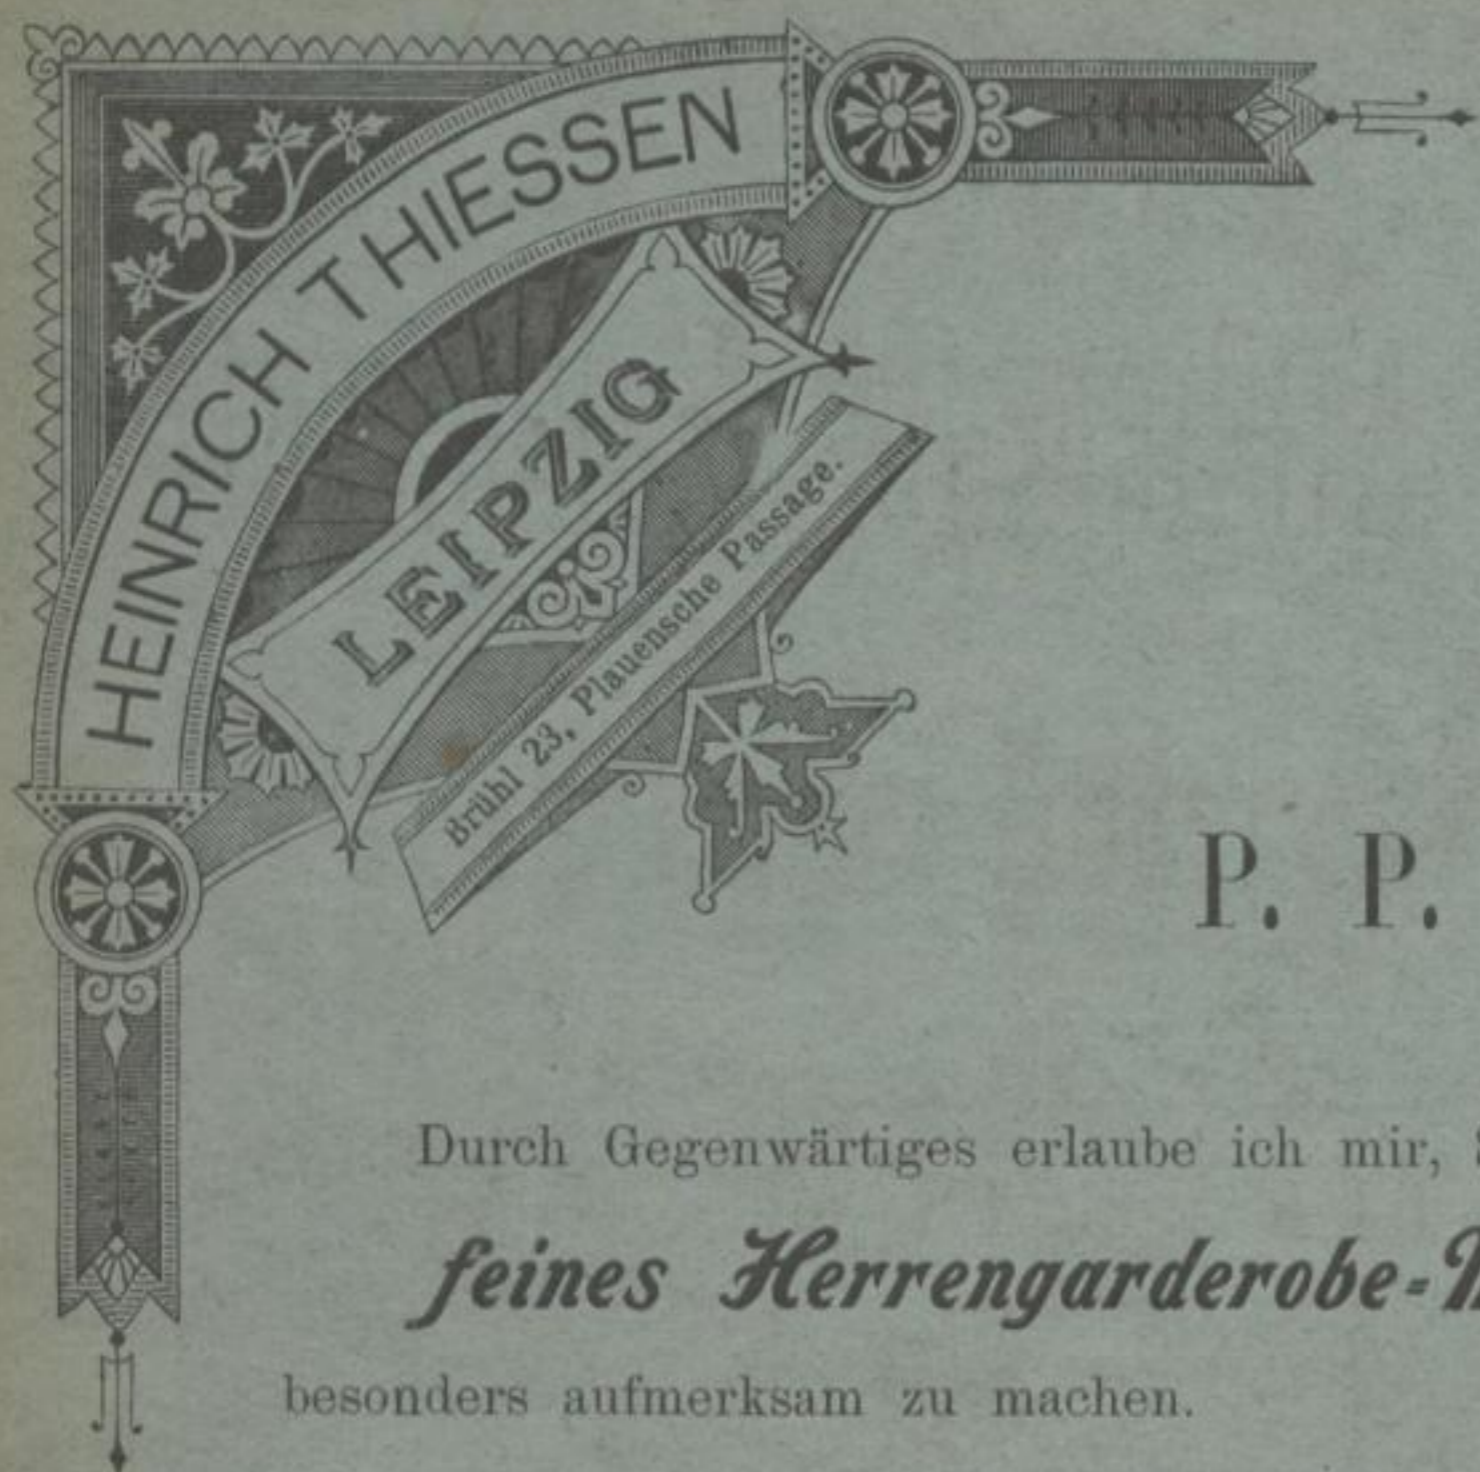 HEINRICH THIESSEN
LEIPZIG
Brühl 23, Plauensche Passage.
P. P.
Durch Gegenwärtiges erlaube ich mir,
feines Herrengarderobe-
besonders aufmerksam zu machen.